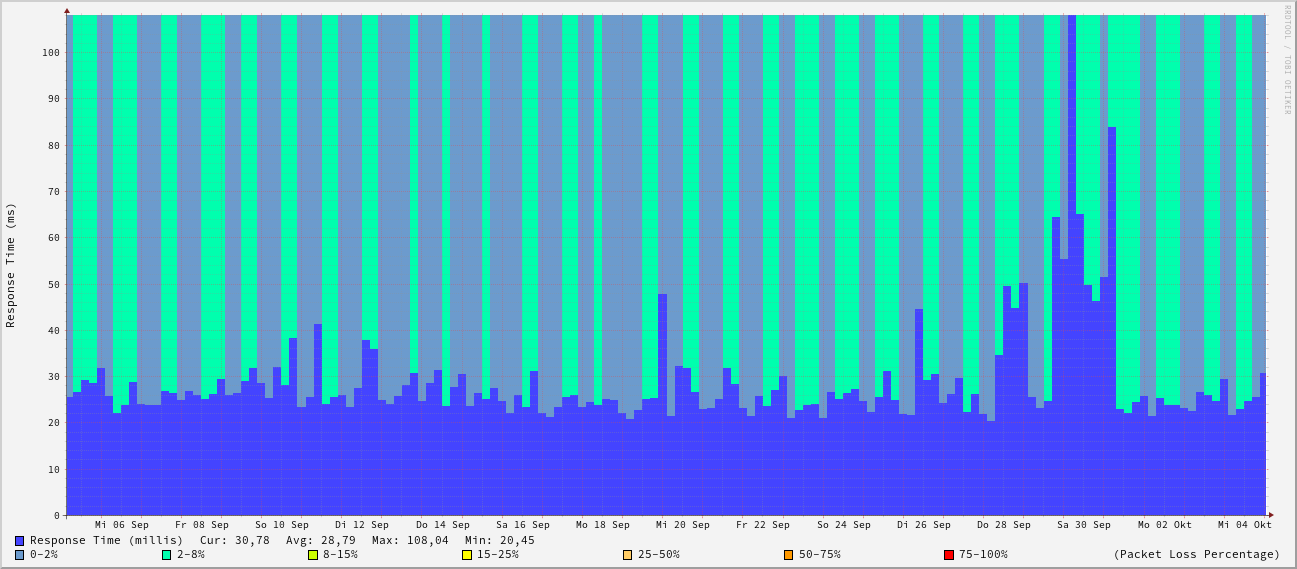 RRDTOOL / TOBI OETIKER
Response Time (ms)
100
90
80
70
60
50
40
30
20
10
0
Mi 06 Sep Fr 08 Sep So 10 Sep Di 12 Sep Do 14 Sep Sa 16 Sep Mo 18 Sep Mi 20 Sep Fr 22 Sep So 24 Sep Di 26 Sep Do 28 Sep Sa 30 Sep Mo 02 Okt Mi 04 Okt
Response Time (millis) Cur: 30,78 Avg: 28,79 Max: 108,04 Min: 20,45
0-2% 2-8% 8-15% 15-25% 25-50% 50-75% 75-100% (Packet Loss Percentage)